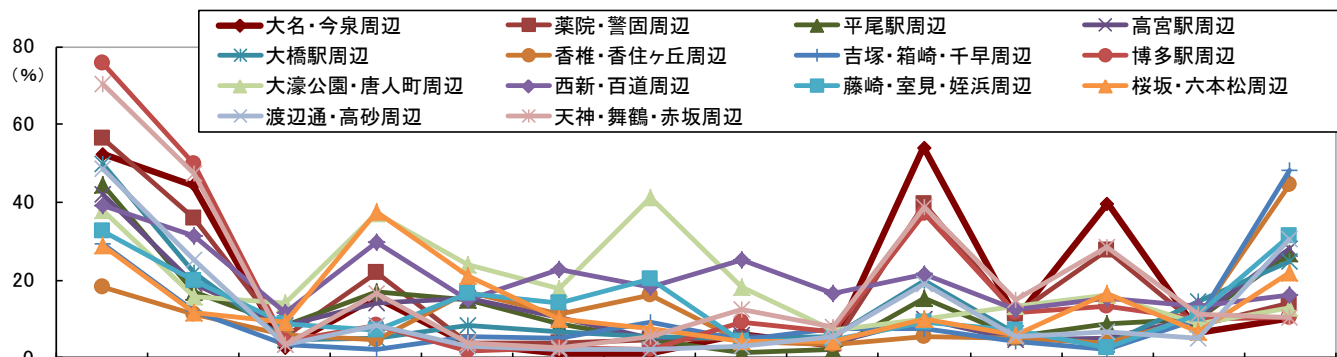 大名・今泉周辺 薬院・警固周辺 平尾駅周辺 高宮駅周辺
大橋駅周辺 香椎・香住ヶ丘周辺 吉塚・箱崎・千早周辺 博多駅周辺
大濠公園・唐人町周辺 西新・百道周辺 藤崎・室見・姪浜周辺 桜坂・六本松周辺
渡辺通・高砂周辺 天神・舞鶴・赤坂周辺
80
(%)
60
40
20
0